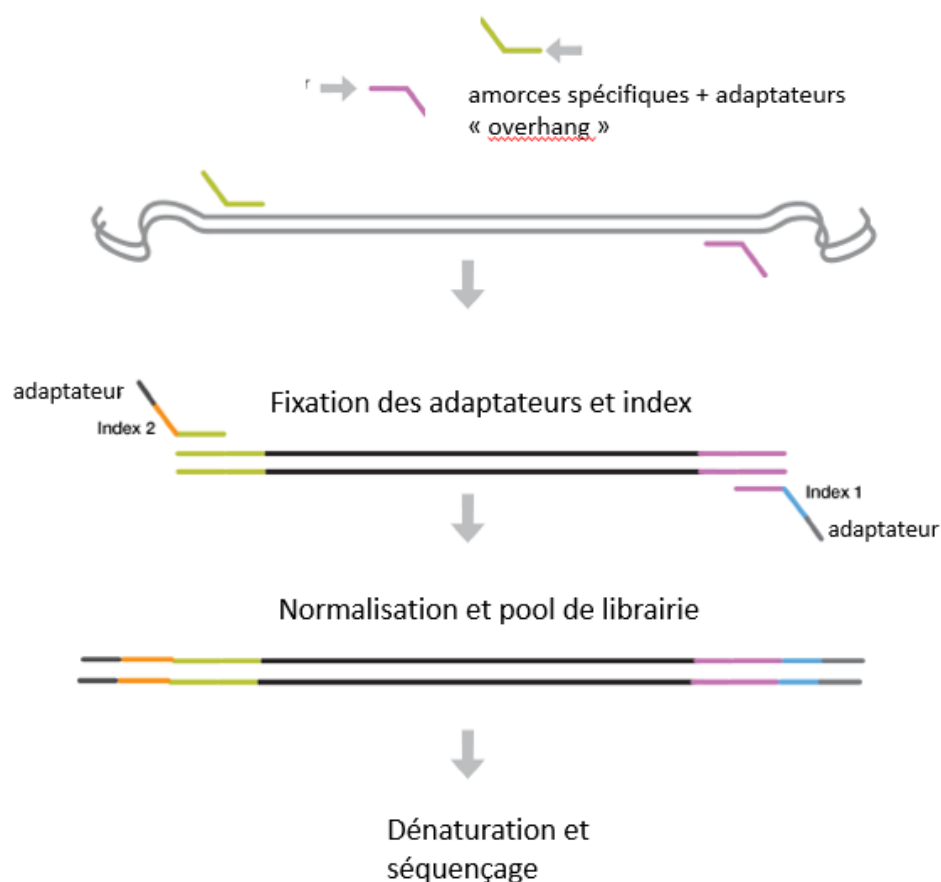 amorces spécifiques + adaptateurs
« overhang »
adaptateur
Fixation des adaptateurs et index
Index 2
Index 1
adaptateur
Normalisation et pool de librairie
Dénaturation et
séquençage